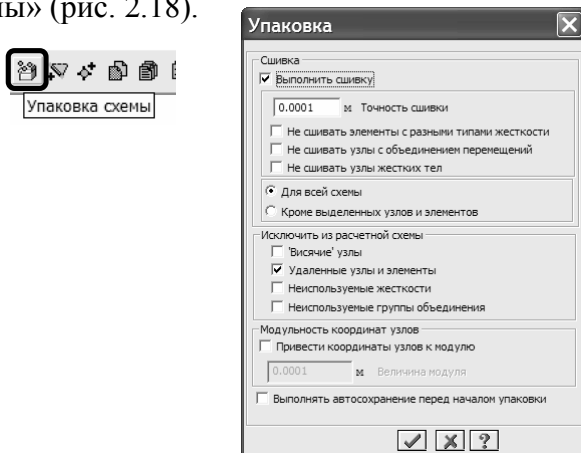 ны» (рис. 2.18).
Упаковка схемы
Упаковка
Сшивка
Выполнить сшивку
0.0001 м Точность сшивки
Не сшивать элементы с разными типами жесткости
Не сшивать узлы с объединением перемещений
Не сшивать узлы жестких тел
Для всей схемы
Кроме выделенных узлов и элементов
Исключить из расчетной схемы
'Висячие' узлы
Удаленные узлы и элементы
Неиспользуемые жесткости
Неиспользуемые группы объединения
Модульность координат узлов
Привести координаты узлов к модулю
0.0001 м Величина модуля
Выполнять автосохранение перед началом упаковки
?